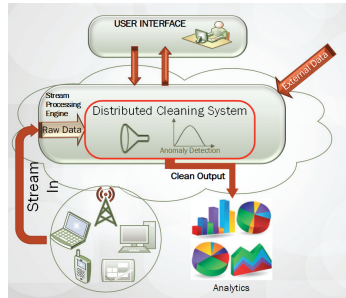 USER INTERFACE
External Data
Stream
Processing
Engine
Distributed Cleaning System
Raw Data
Anomaly Detection
Clean Output
Stream
In
Analytics